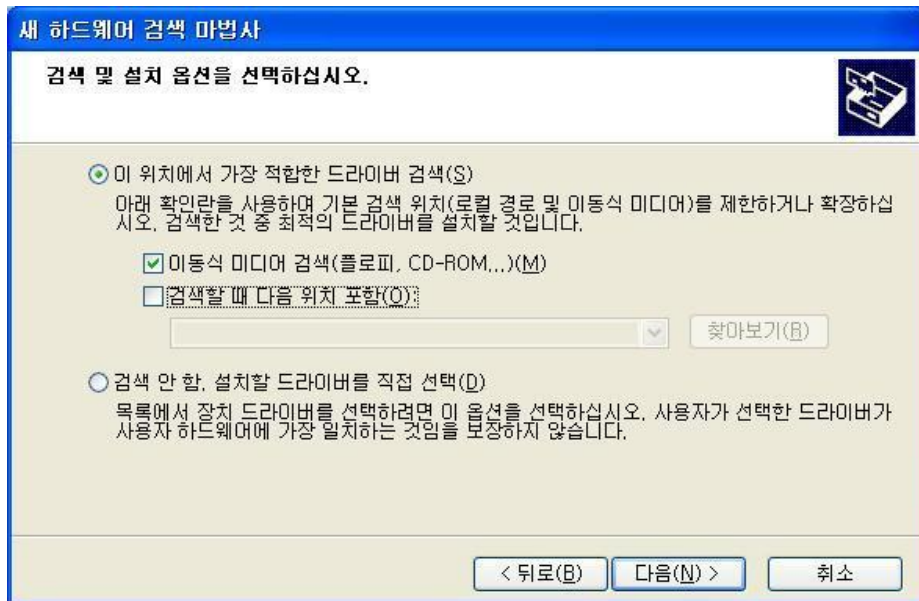 새 하드웨어 검색 마법사
검색 및 설치 옵션을 선택하십시오.
이 위치에서 가장 적합한 드라이버 검색(S)
아래 확인란을 사용하여 기본 검색 위치(로컬 경로 및 이동식 미디어)를 제한하거나 확장하십
시오. 검색한 것 중 최적의 드라이버를 설치할 것입니다.
이동식 미디어 검색(플로피, CD-ROM...)(M)
검색할 때 다음 위치 포함(O):
찾아보기(R)
검색 안 함. 설치할 드라이버를 직접 선택(D)
목록에서 장치 드라이버를 선택하려면 이 옵션을 선택하십시오. 사용자가 선택한 드라이버가
사용자 하드웨어에 가장 일치하는 것임을 보장하지 않습니다.
< 뒤로(B) 다음(N) > 취소